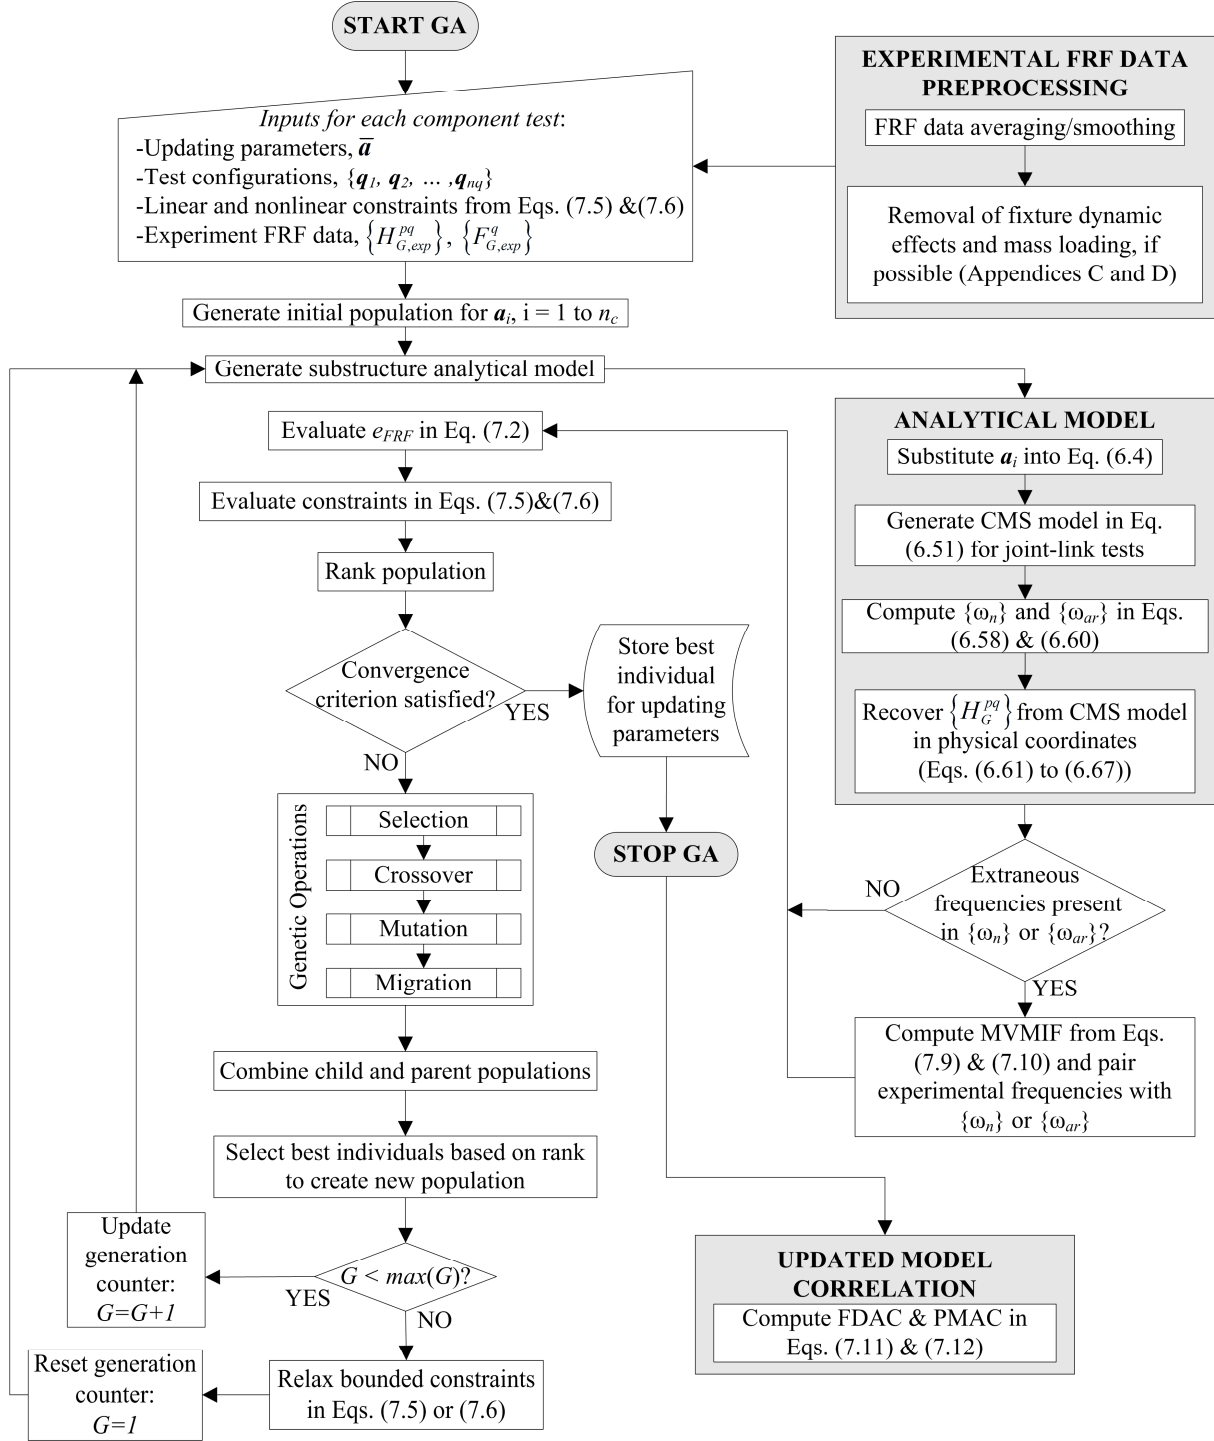 START GA
Inputs for each component test:
-Updating parameters, a̅
-Test configurations, {q1, q2, … ,qnq}
-Linear and nonlinear constraints from Eqs. (7.5) &(7.6)
-Experiment FRF data, {H^{pq}_{G,exp}}, {F^{q}_{G,exp}}
EXPERIMENTAL FRF DATA
PREPROCESSING
FRF data averaging/smoothing
Removal of fixture dynamic
effects and mass loading, if
possible (Appendices C and D)
Generate initial population for ai, i = 1 to nc
Generate substructure analytical model
Evaluate eFRF in Eq. (7.2)
Evaluate constraints in Eqs. (7.5)&(7.6)
Rank population
Convergence
criterion satisfied?
YES
NO
Store best
individual
for updating
parameters
STOP GA
ANALYTICAL MODEL
Substitute ai into Eq. (6.4)
Generate CMS model in Eq.
(6.51) for joint-link tests
Compute {ωn} and {ωar} in Eqs.
(6.58) & (6.60)
Recover {H^{pq}_{G}} from CMS model
in physical coordinates
(Eqs. (6.61) to (6.67))
Extraneous
frequencies present
in {ωn} or {ωar}?
NO
YES
Compute MVMIF from Eqs.
(7.9) & (7.10) and pair
experimental frequencies with
{ωn} or {ωar}
Genetic Operations
Selection
Crossover
Mutation
Migration
Combine child and parent populations
Select best individuals based on rank
to create new population
G < max(G)?
YES
NO
Update
generation
counter:
G=G+1
Reset generation
counter:
G=1
Relax bounded constraints
in Eqs. (7.5) or (7.6)
UPDATED MODEL
CORRELATION
Compute FDAC & PMAC in
Eqs. (7.11) & (7.12)